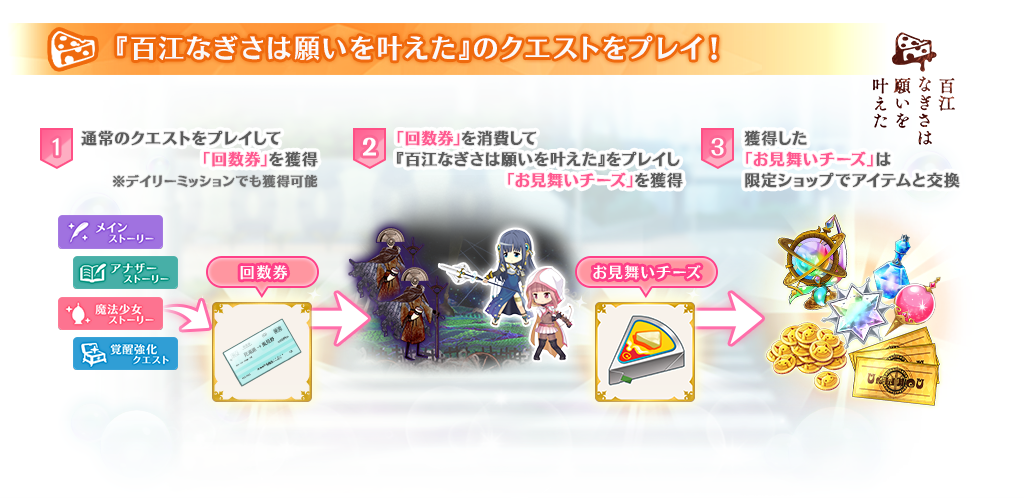 『百江なぎさは願いを叶えた』のクエストをプレイ！
百江
なぎさは
願いを
叶えた
1
通常のクエストをプレイして
「回数券」を獲得
※デイリーミッションでも獲得可能
2
「回数券」を消費して
『百江なぎさは願いを叶えた』をプレイし
「お見舞いチーズ」を獲得
3
獲得した
「お見舞いチーズ」は
限定ショップでアイテムと交換
メイン
ストーリー
アナザー
ストーリー
魔法少女
ストーリー
覚醒強化
クエスト
回数券
お見舞いチーズ